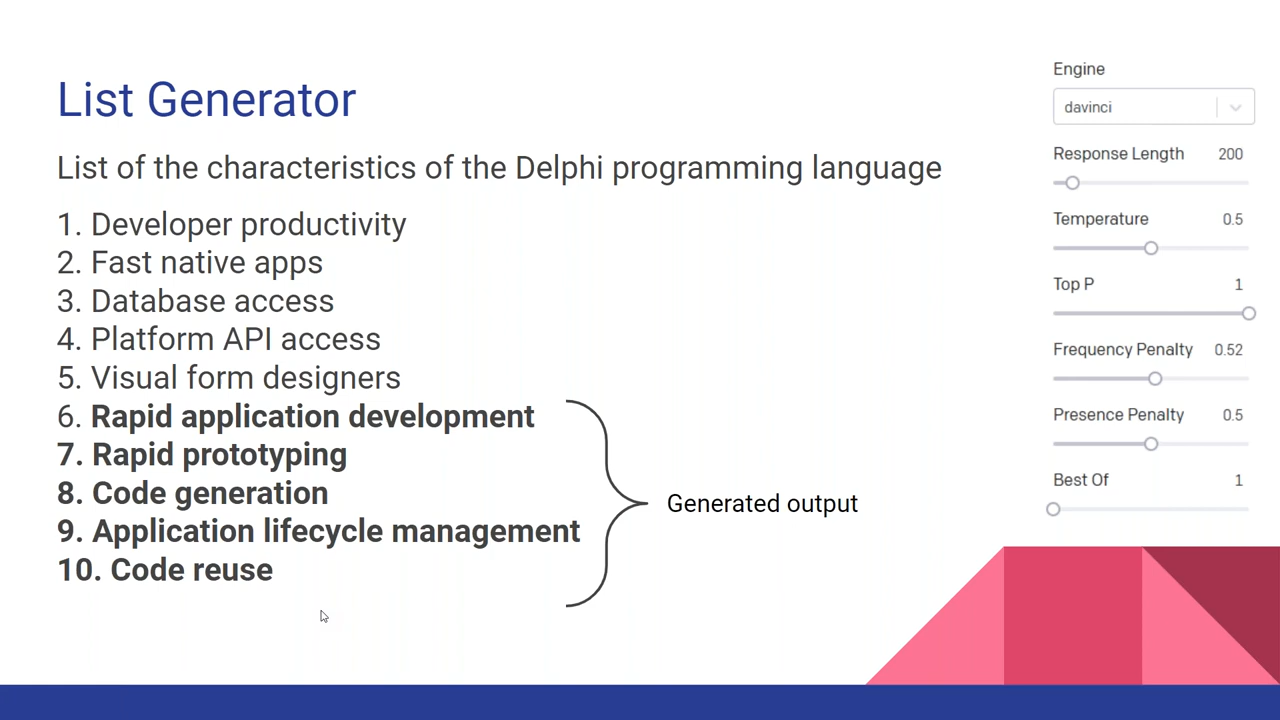 List Generator
List of the characteristics of the Delphi programming language
1. Developer productivity
2. Fast native apps
3. Database access
4. Platform API access
5. Visual form designers
6. Rapid application development
7. Rapid prototyping
8. Code generation
9. Application lifecycle management
10. Code reuse
Generated output
Engine
davinci
Response Length 200
Temperature 0.5
Top P 1
Frequency Penalty 0.52
Presence Penalty 0.5
Best Of 1